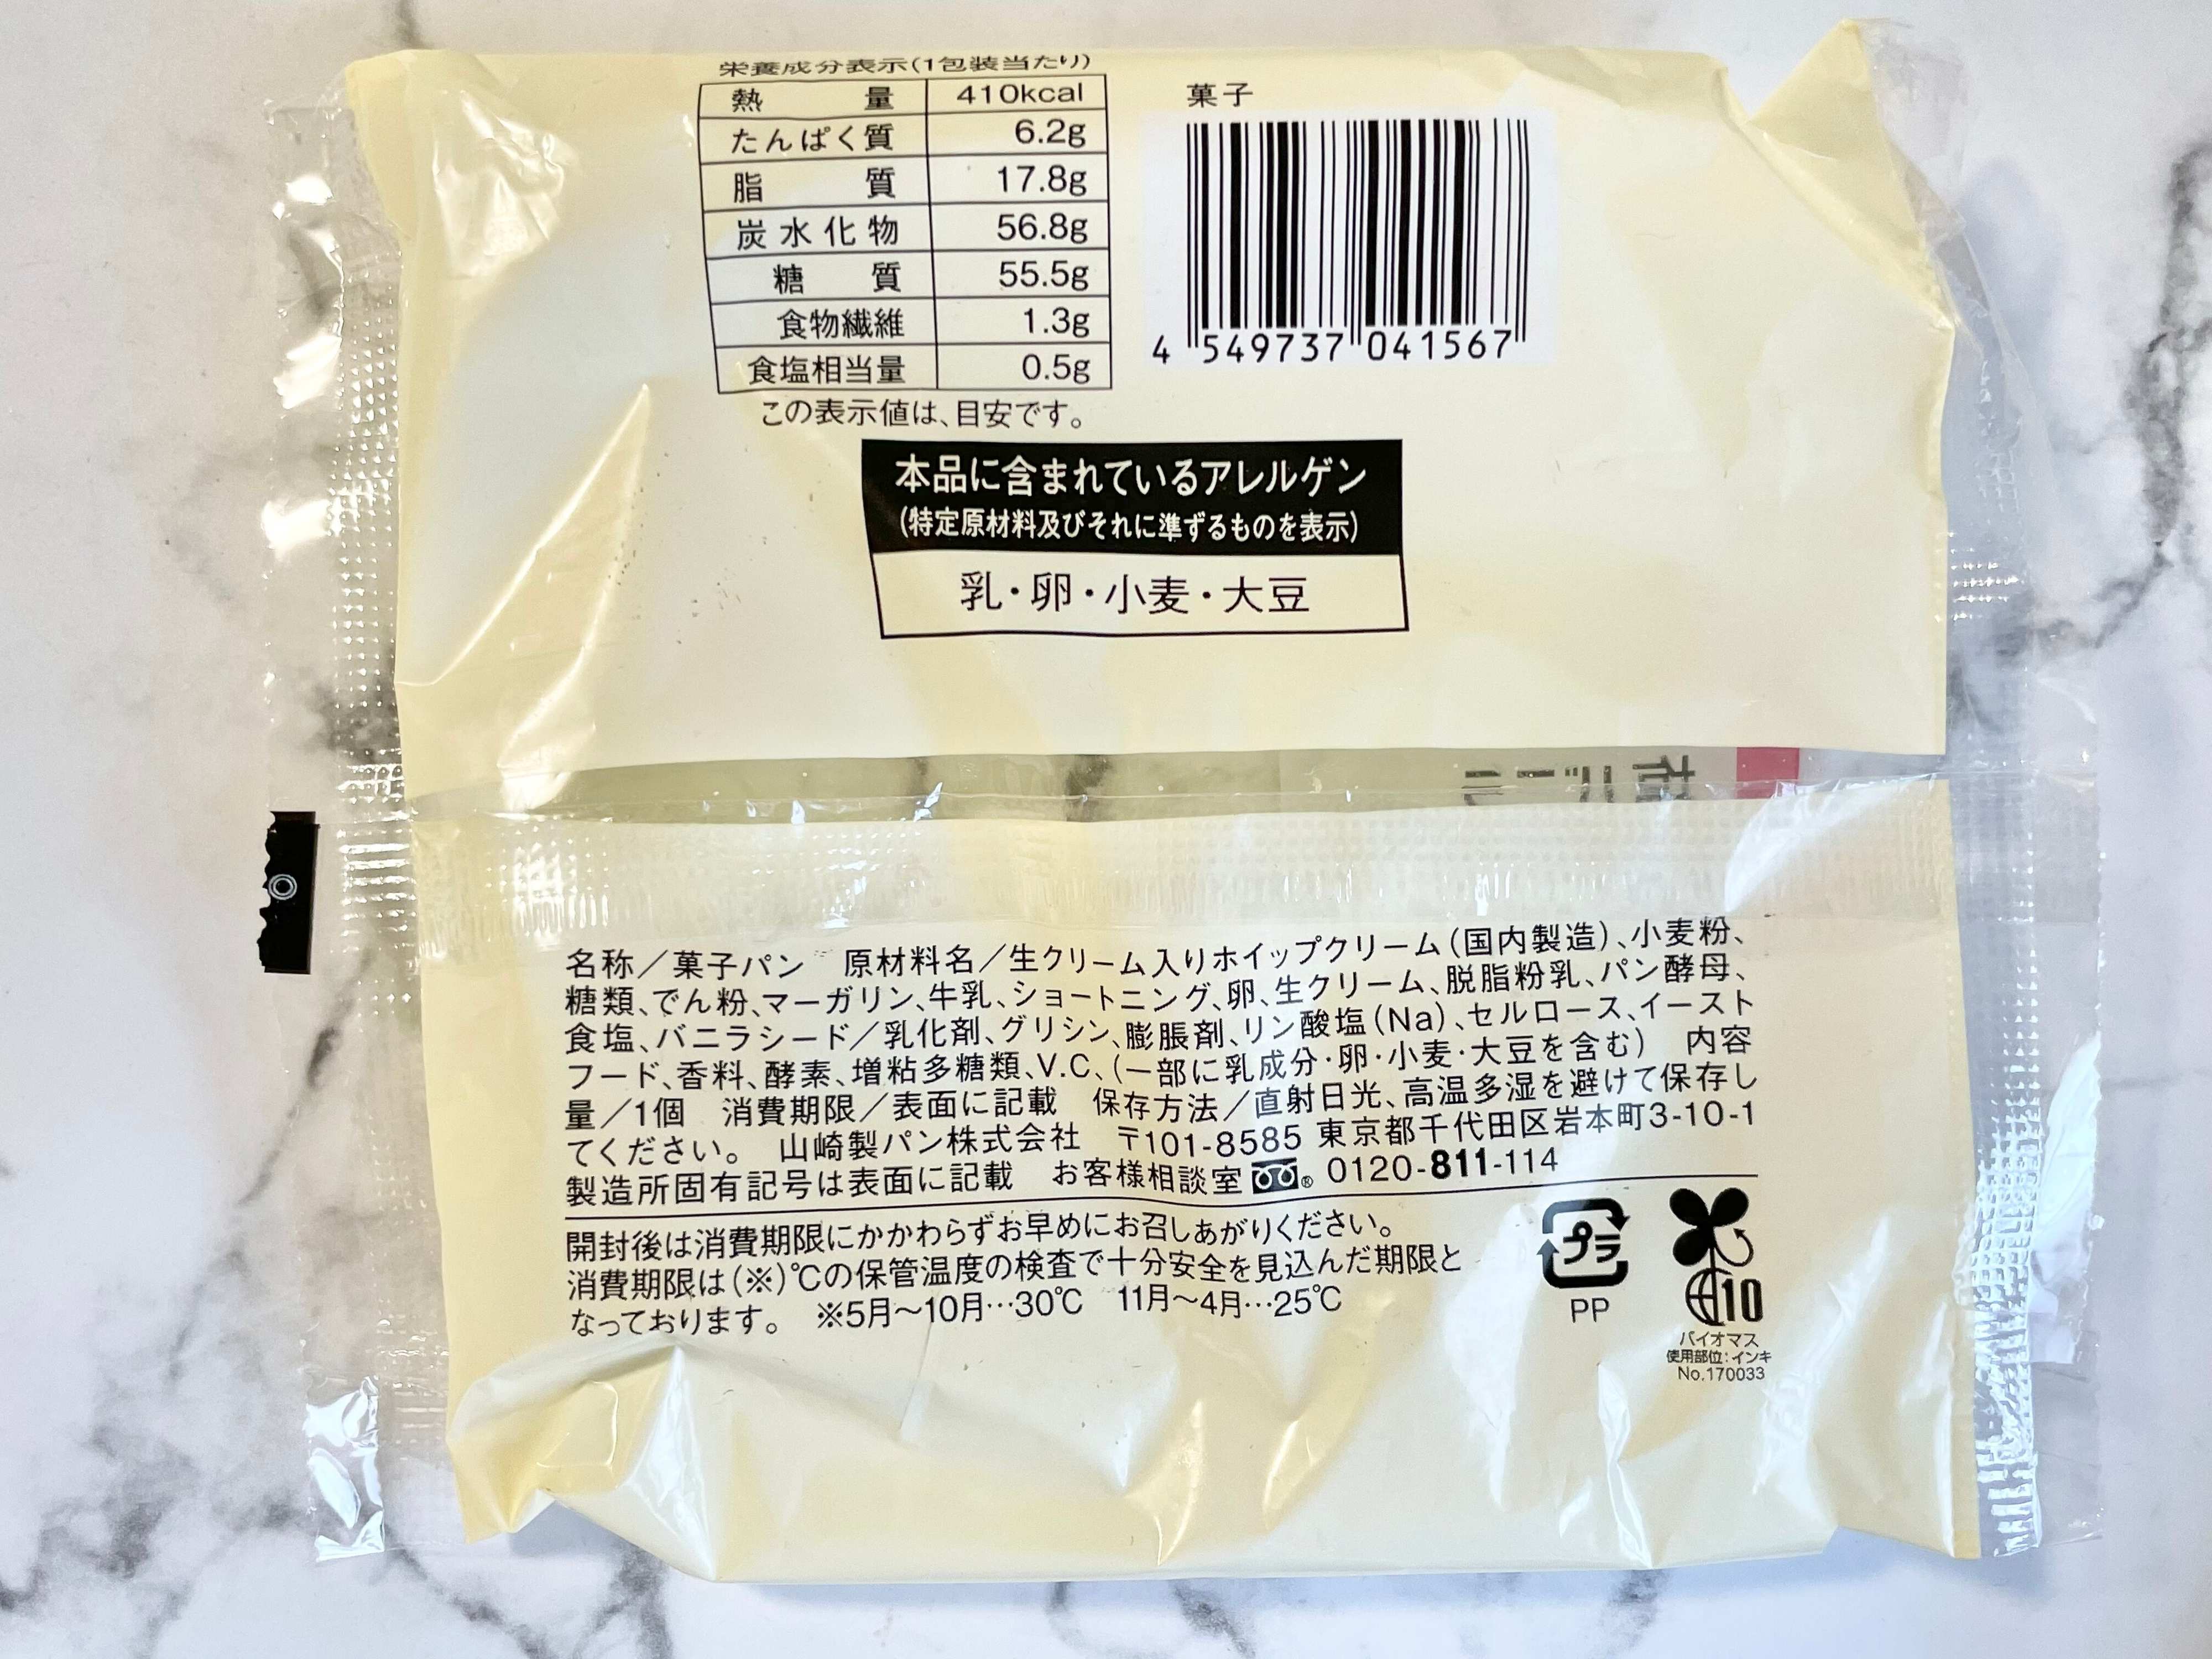 栄養成分表示(1包装当たり)
熱量 410kcal
たんぱく質 6.2g
脂質 17.8g
炭水化物 56.8g
糖質 55.5g
食物繊維 1.3g
食塩相当量 0.5g
この表示値は、目安です。
菓子
4 549737 041567
本品に含まれているアレルゲン
(特定原材料及びそれに準ずるものを表示)
乳・卵・小麦・大豆
名称／菓子パン 原材料名／生クリーム入りホイップクリーム(国内製造)、小麦粉、
糖類、でん粉、マーガリン、牛乳、ショートニング、卵、生クリーム、脱脂粉乳、パン酵母、
食塩、バニラシード／乳化剤、グリシン、膨脹剤、リン酸塩(Na)、セルロース、イースト
フード、香料、酵素、増粘多糖類、V.C、(一部に乳成分・卵・小麦・大豆を含む) 内容
量／1個 消費期限／表面に記載 保存方法／直射日光、高温多湿を避けて保存し
てください。 山崎製パン株式会社 〒101-8585 東京都千代田区岩本町3-10-1
製造所固有記号は表面に記載 お客様相談室 ® 0120-811-114
開封後は消費期限にかかわらずお早めにお召しあがりください。
消費期限は(※)℃の保管温度の検査で十分安全を見込んだ期限と
なっております。 ※5月～10月…30℃ 11月～4月…25℃
プラ
PP
10
バイオマス
使用部位：インキ
No.170033